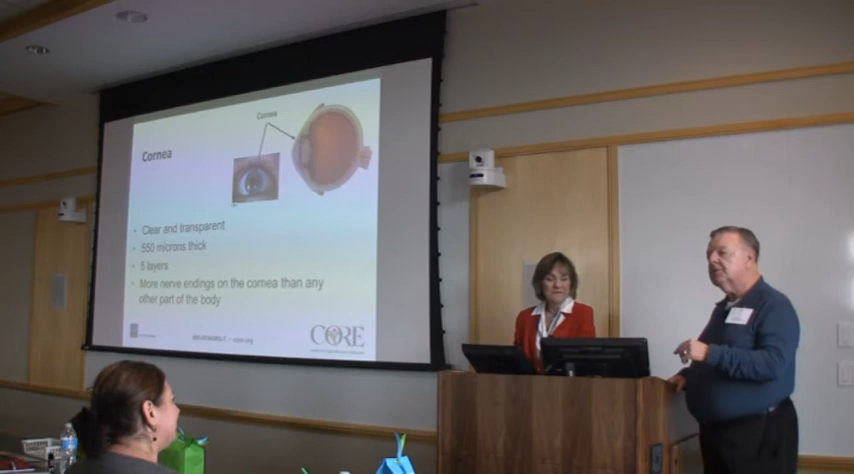 Cornea
Cornea
Clear and transparent
550 microns thick
5 layers
More nerve endings on the cornea than any
other part of the body
CORE